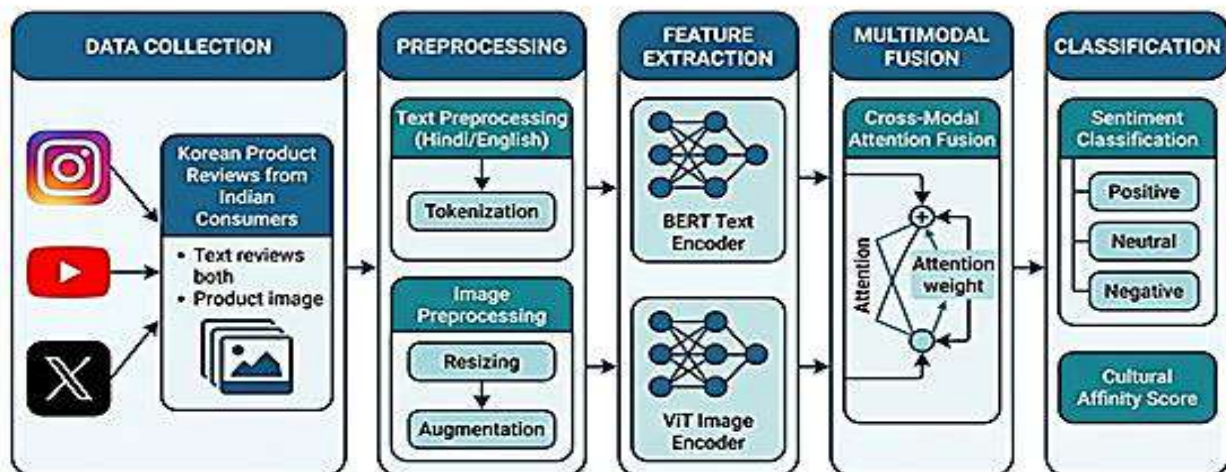 DATA COLLECTION
Korean Product
Reviews from
Indian
Consumers
• Text reviews
both
• Product image
PREPROCESSING
Text Preprocessing
(Hindi/English)
Tokenization
Image
Preprocessing
Resizing
Augmentation
FEATURE
EXTRACTION
BERT Text
Encoder
ViT Image
Encoder
MULTIMODAL
FUSION
Cross-Modal
Attention Fusion
Attention
Attention
weight
CLASSIFICATION
Sentiment
Classification
Positive
Neutral
Negative
Cultural
Affinity Score